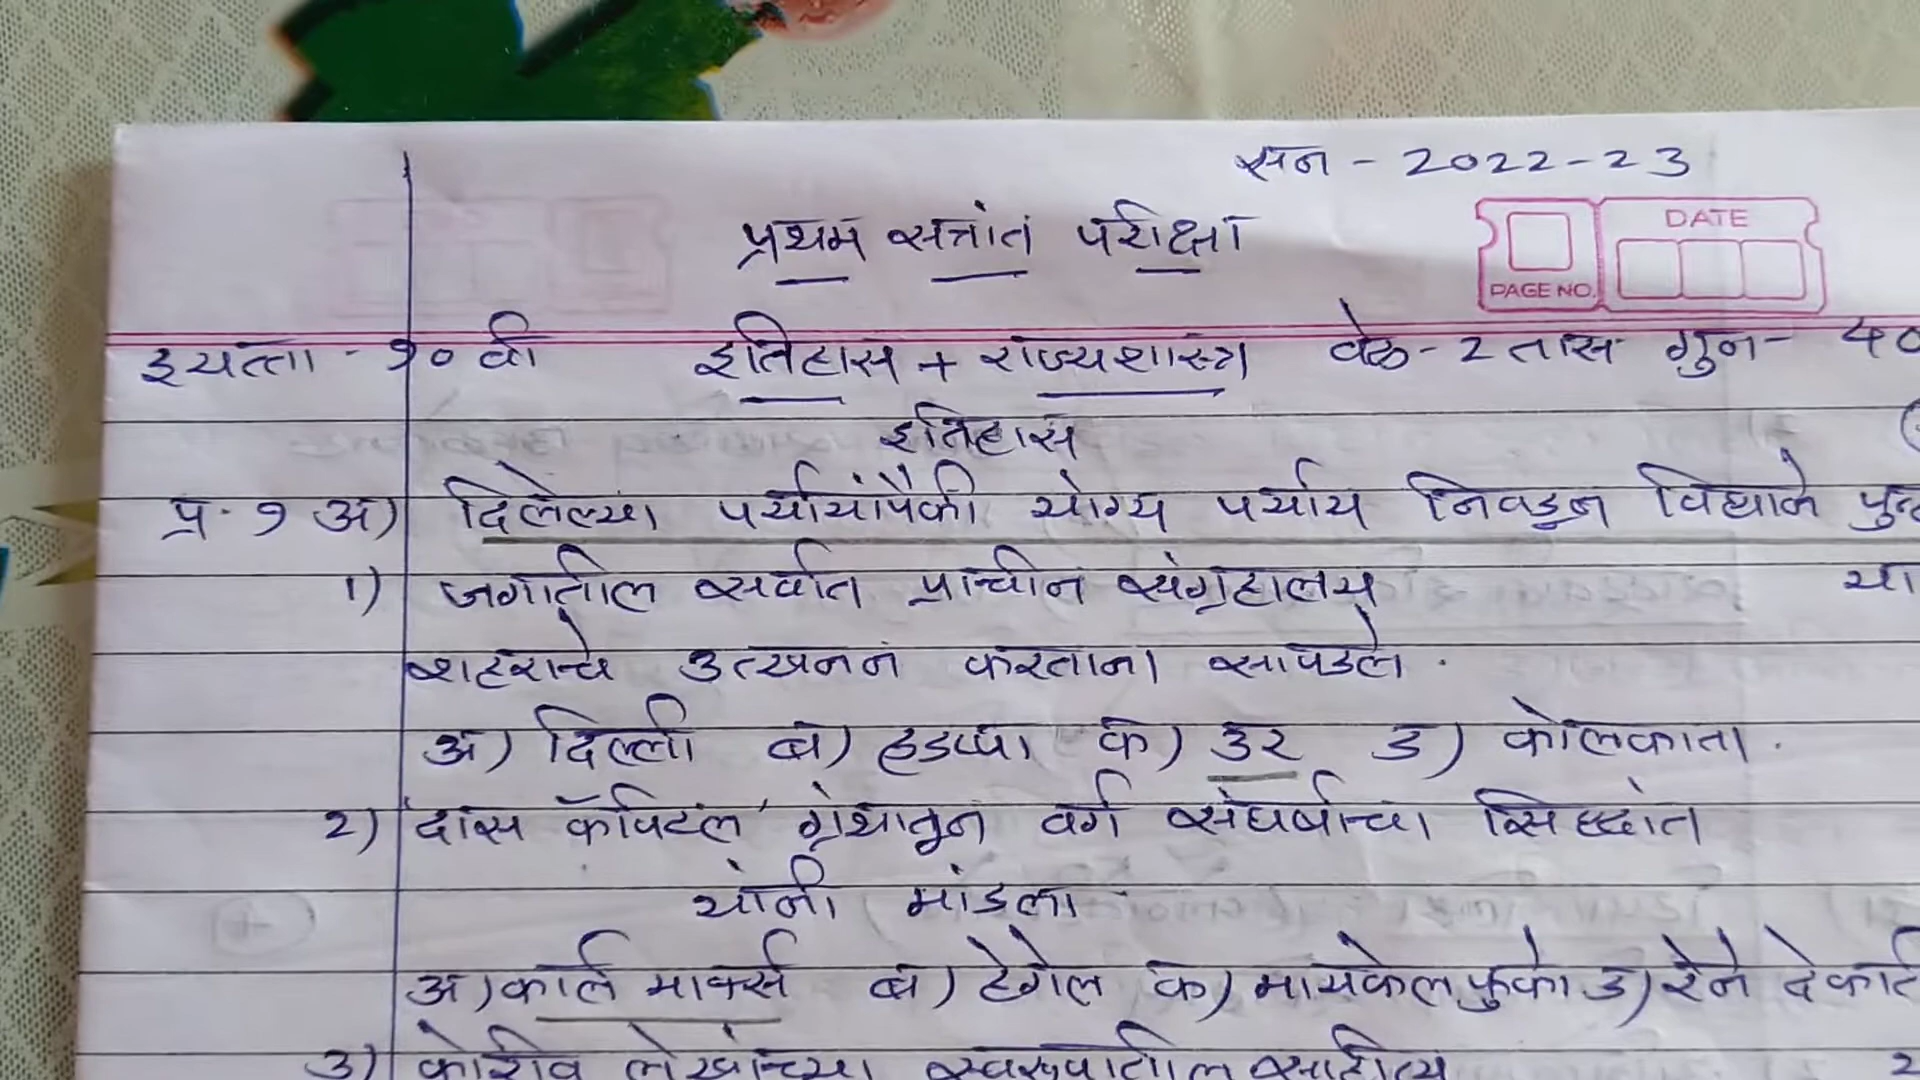 सन - 2022-23
प्रथम सत्रांत परीक्षा
DATE
PAGE NO.
इयत्ता - १० वी इतिहास + राज्यशास्त्र वेळ - 2 तास गुन - 40
इतिहास
प्र. १ अ) दिलेल्या पर्यायांपैकी योग्य पर्याय निवडून विधाने
1) जगातील सर्वात प्राचीन संग्रहालय या
शहराचे उत्खनन करताना सापडले.
अ) दिल्ली ब) हडप्पा क) उर ड) कोलकाता.
2) 'दास कॅपिटल' ग्रंथातून वर्ग संघर्षाचा सिद्धांत
यांनी मांडला
अ) कार्ल मार्क्स ब) हेगेल क) मायकेल फुको ड) रेने देकार्त
3) कोरीव लेखांच्या स्वरूपातील साहित्य